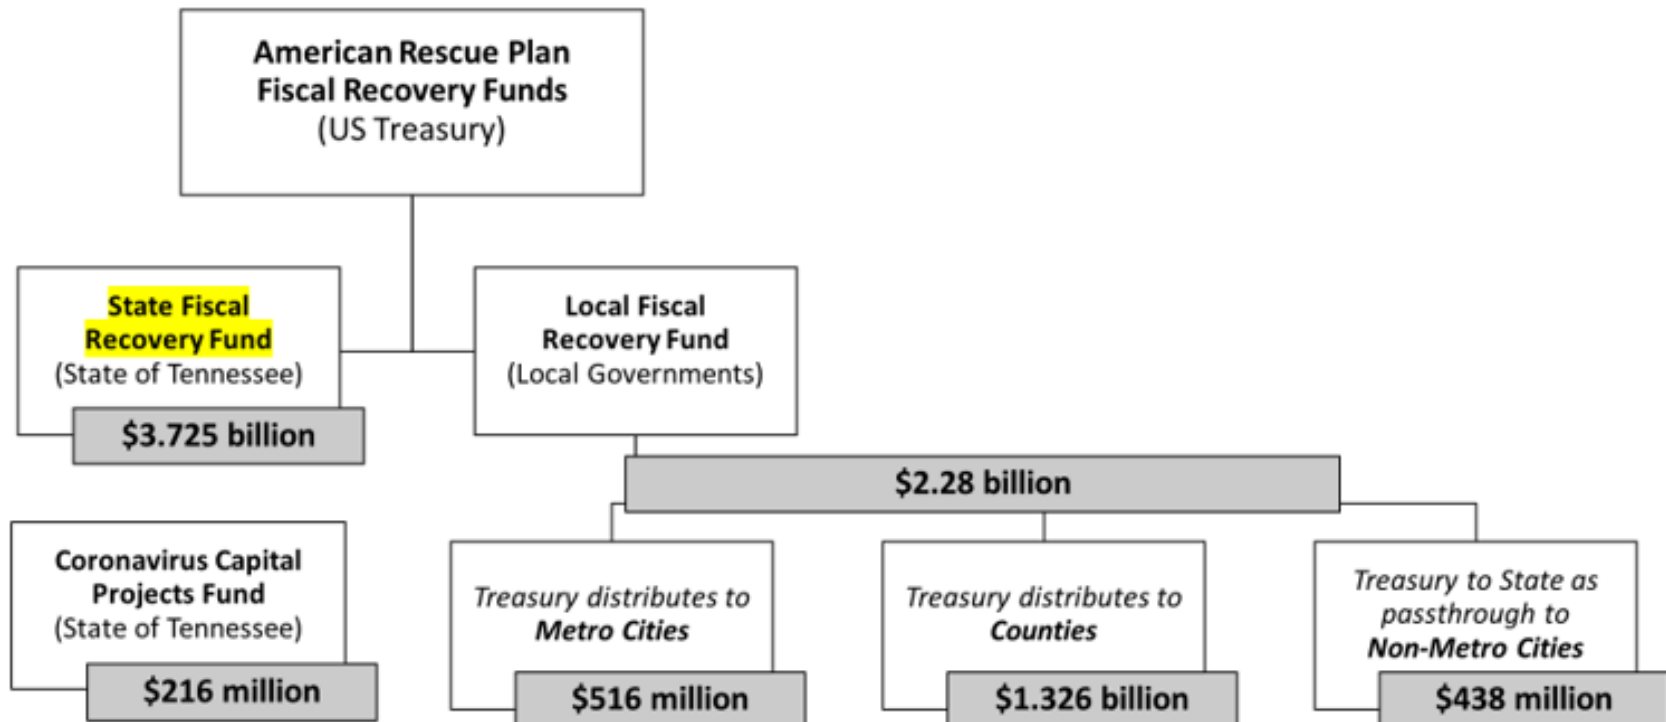 American Rescue Plan
Fiscal Recovery Funds
(US Treasury)
State Fiscal
Recovery Fund
(State of Tennessee)
$3.725 billion
Local Fiscal
Recovery Fund
(Local Governments)
$2.28 billion
Coronavirus Capital
Projects Fund
(State of Tennessee)
$216 million
Treasury distributes to
Metro Cities
$516 million
Treasury distributes to
Counties
$1.326 billion
Treasury to State as
passthrough to
Non-Metro Cities
$438 million